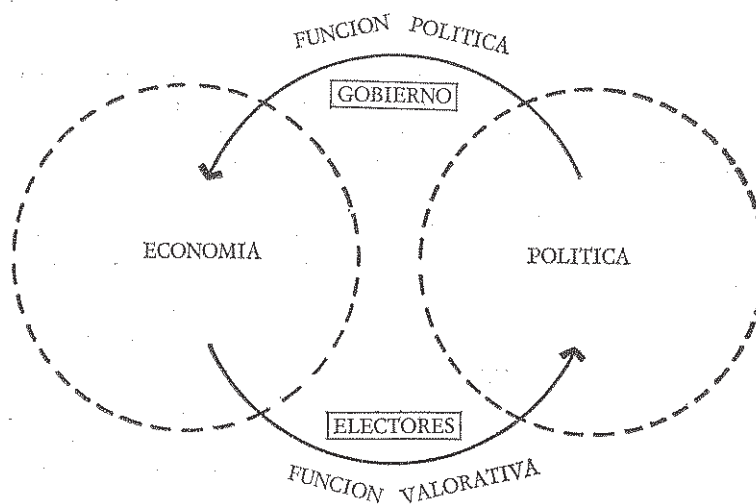 FUNCION POLITICA
GOBIERNO
ECONOMIA
POLITICA
ELECTORES
FUNCION VALORATIVA